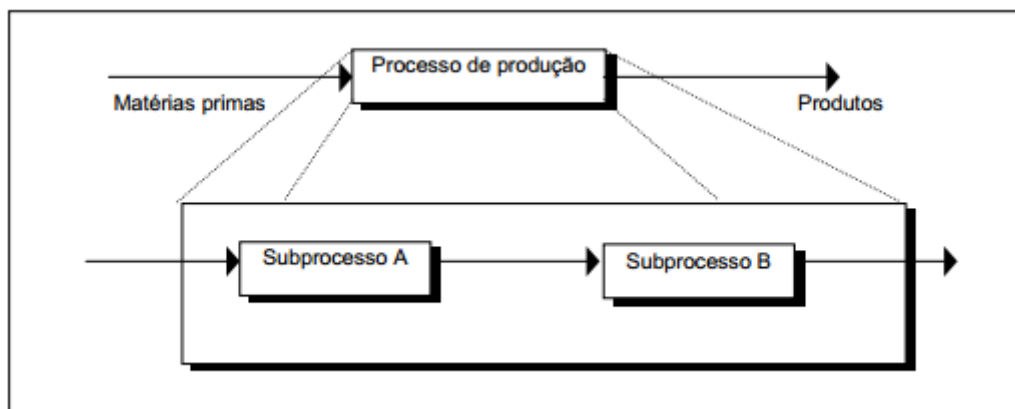 Processo de produção
Matérias primas
Produtos
Subprocesso A
Subprocesso B